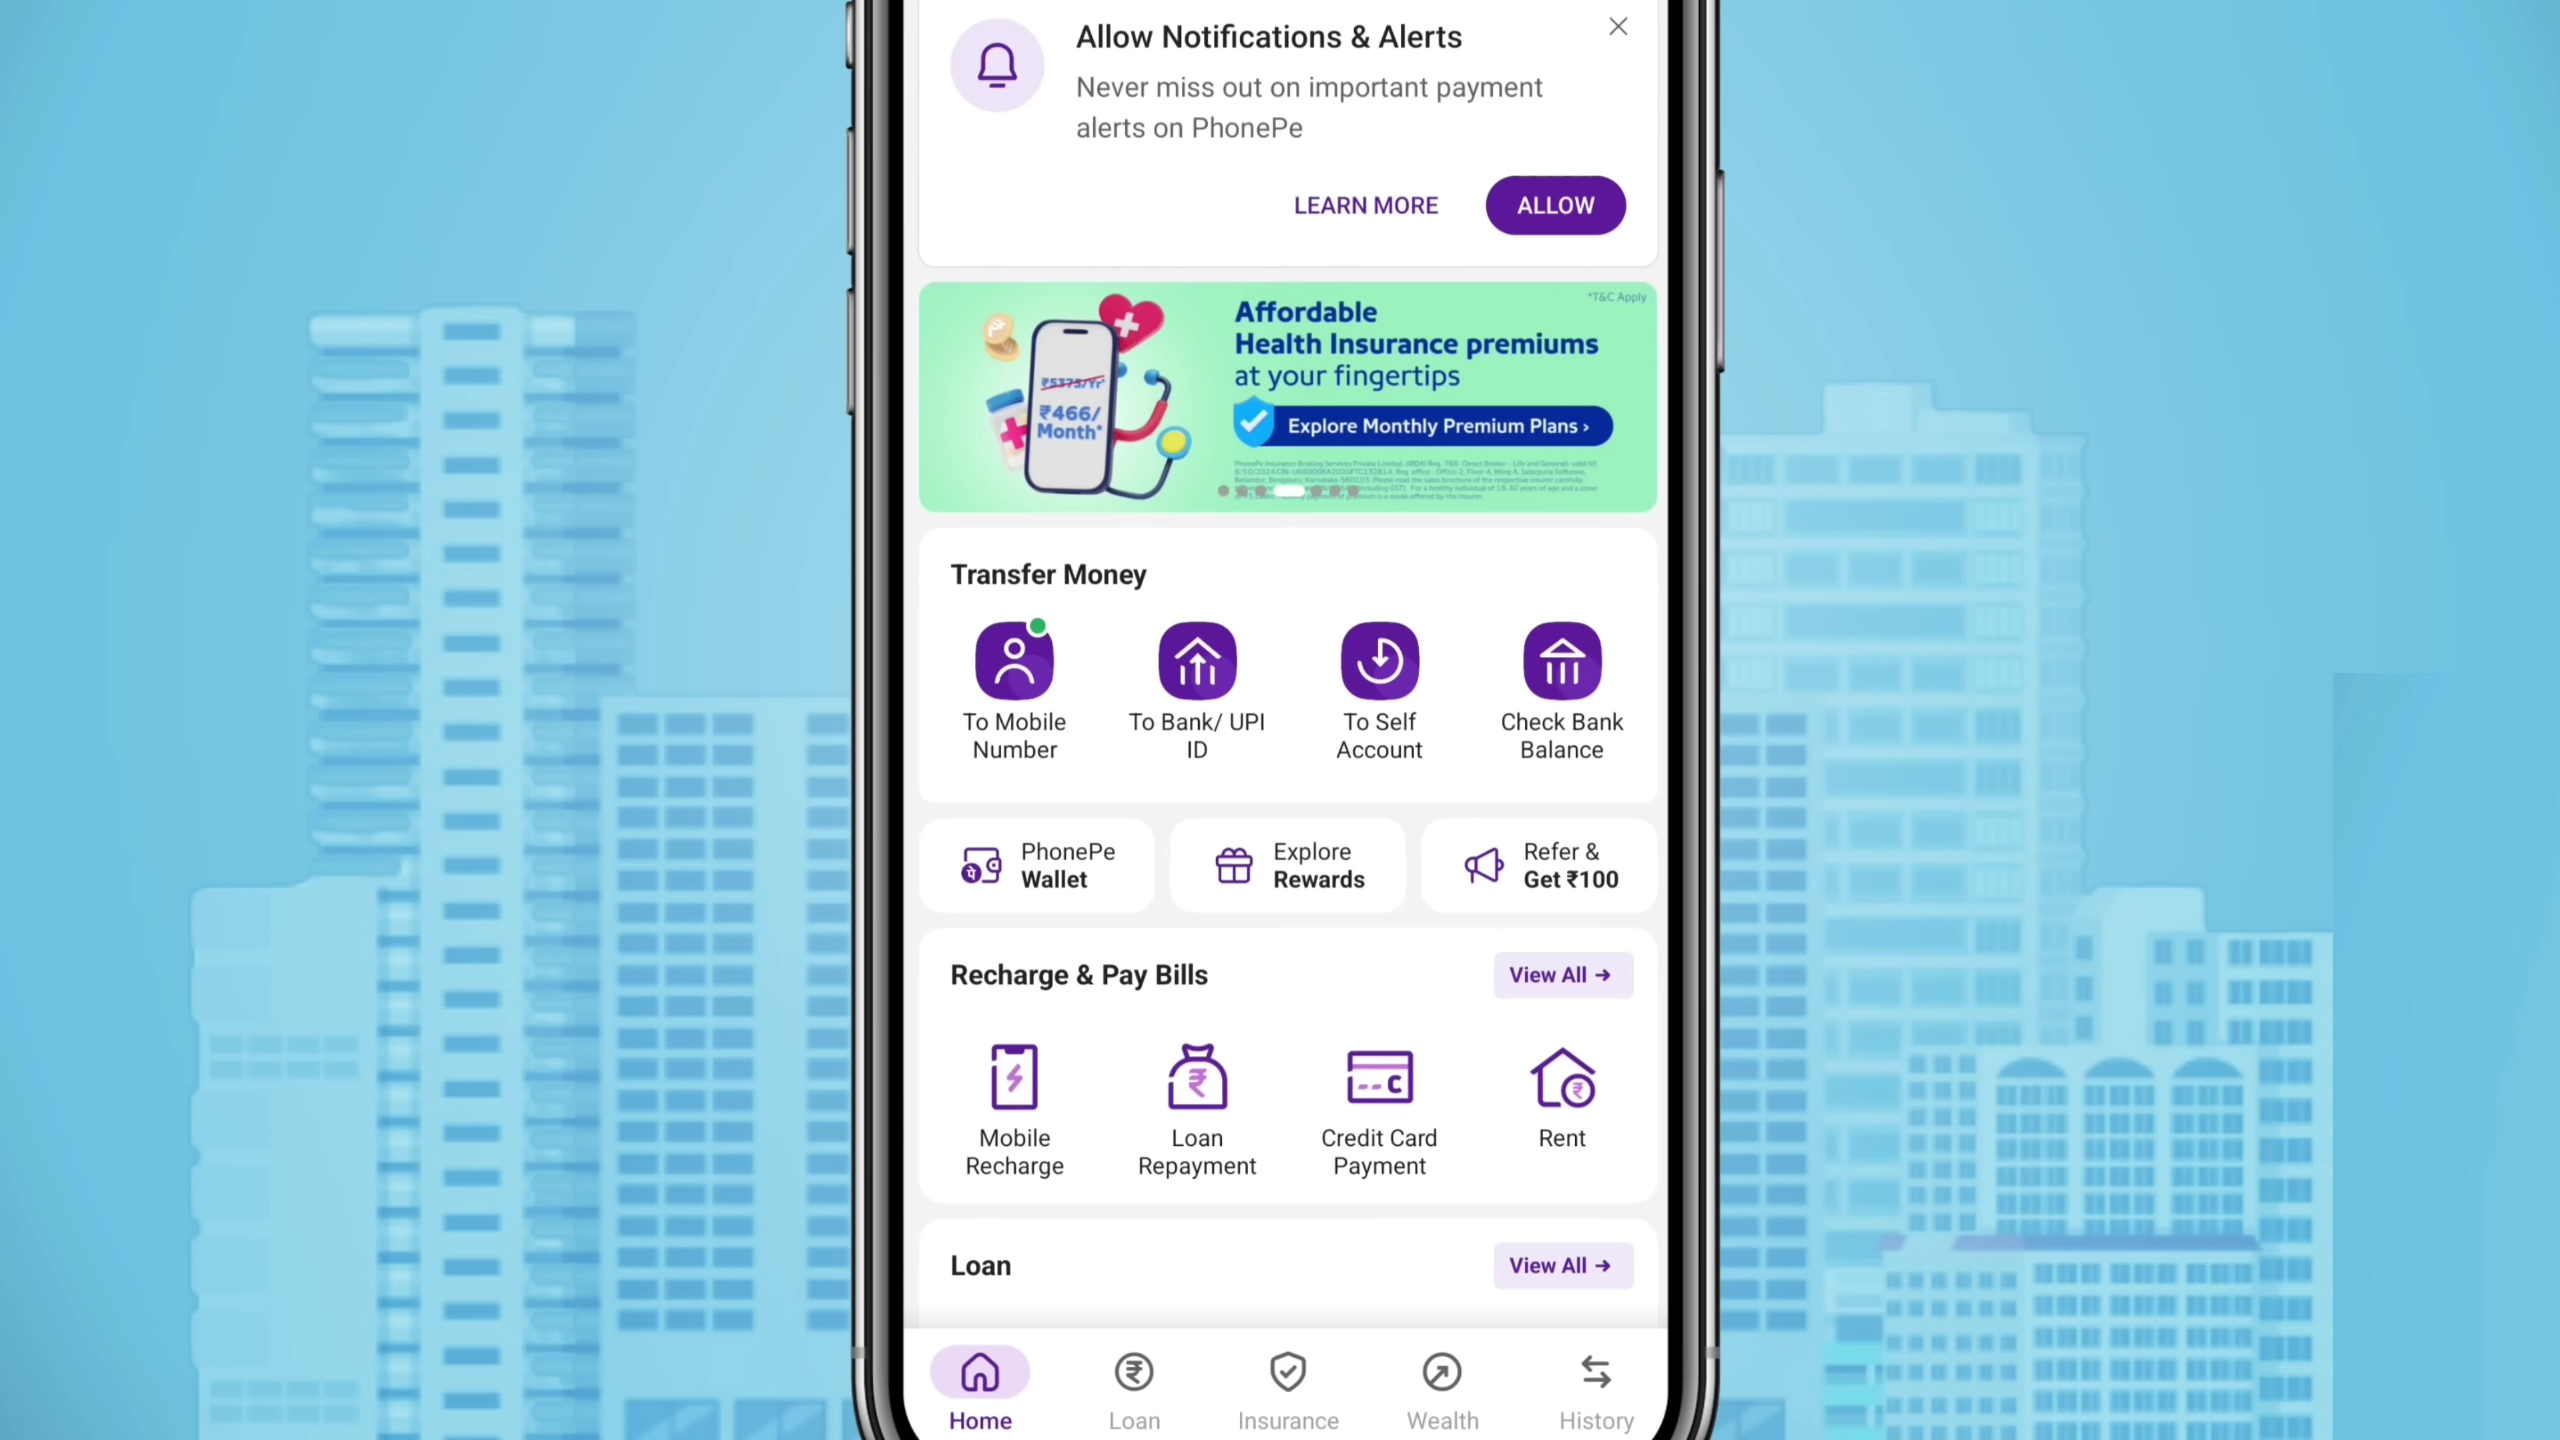 Allow Notifications & Alerts
Never miss out on important payment
alerts on PhonePe
LEARN MORE
ALLOW
*T&C Apply
Affordable
Health Insurance premiums
at your fingertips
₹5375/Yr*
₹466/
Month*
Explore Monthly Premium Plans ›
Transfer Money
To Mobile
Number
To Bank/ UPI
ID
To Self
Account
Check Bank
Balance
PhonePe
Wallet
Explore
Rewards
Refer &
Get ₹100
Recharge & Pay Bills
View All →
Mobile
Recharge
Loan
Repayment
Credit Card
Payment
Rent
Loan
View All →
Home
Loan
Insurance
Wealth
History